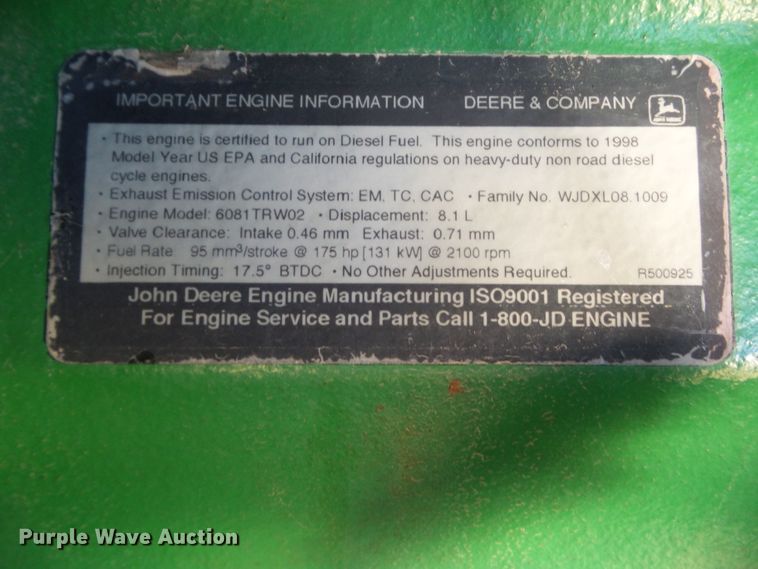 IMPORTANT ENGINE INFORMATION DEERE & COMPANY
• This engine is certified to run on Diesel Fuel. This engine conforms to 1998
Model Year US EPA and California regulations on heavy-duty non road diesel
cycle engines.
• Exhaust Emission Control System: EM, TC, CAC • Family No. WJDXL08.1009
• Engine Model: 6081TRW02 • Displacement: 8.1 L
• Valve Clearance: Intake 0.46 mm Exhaust: 0.71 mm
• Fuel Rate: 95 mm³/stroke @ 175 hp [131 kW] @ 2100 rpm
• Injection Timing: 17.5° BTDC • No Other Adjustments Required. R500925
John Deere Engine Manufacturing ISO9001 Registered
For Engine Service and Parts Call 1-800-JD ENGINE
Purple Wave Auction